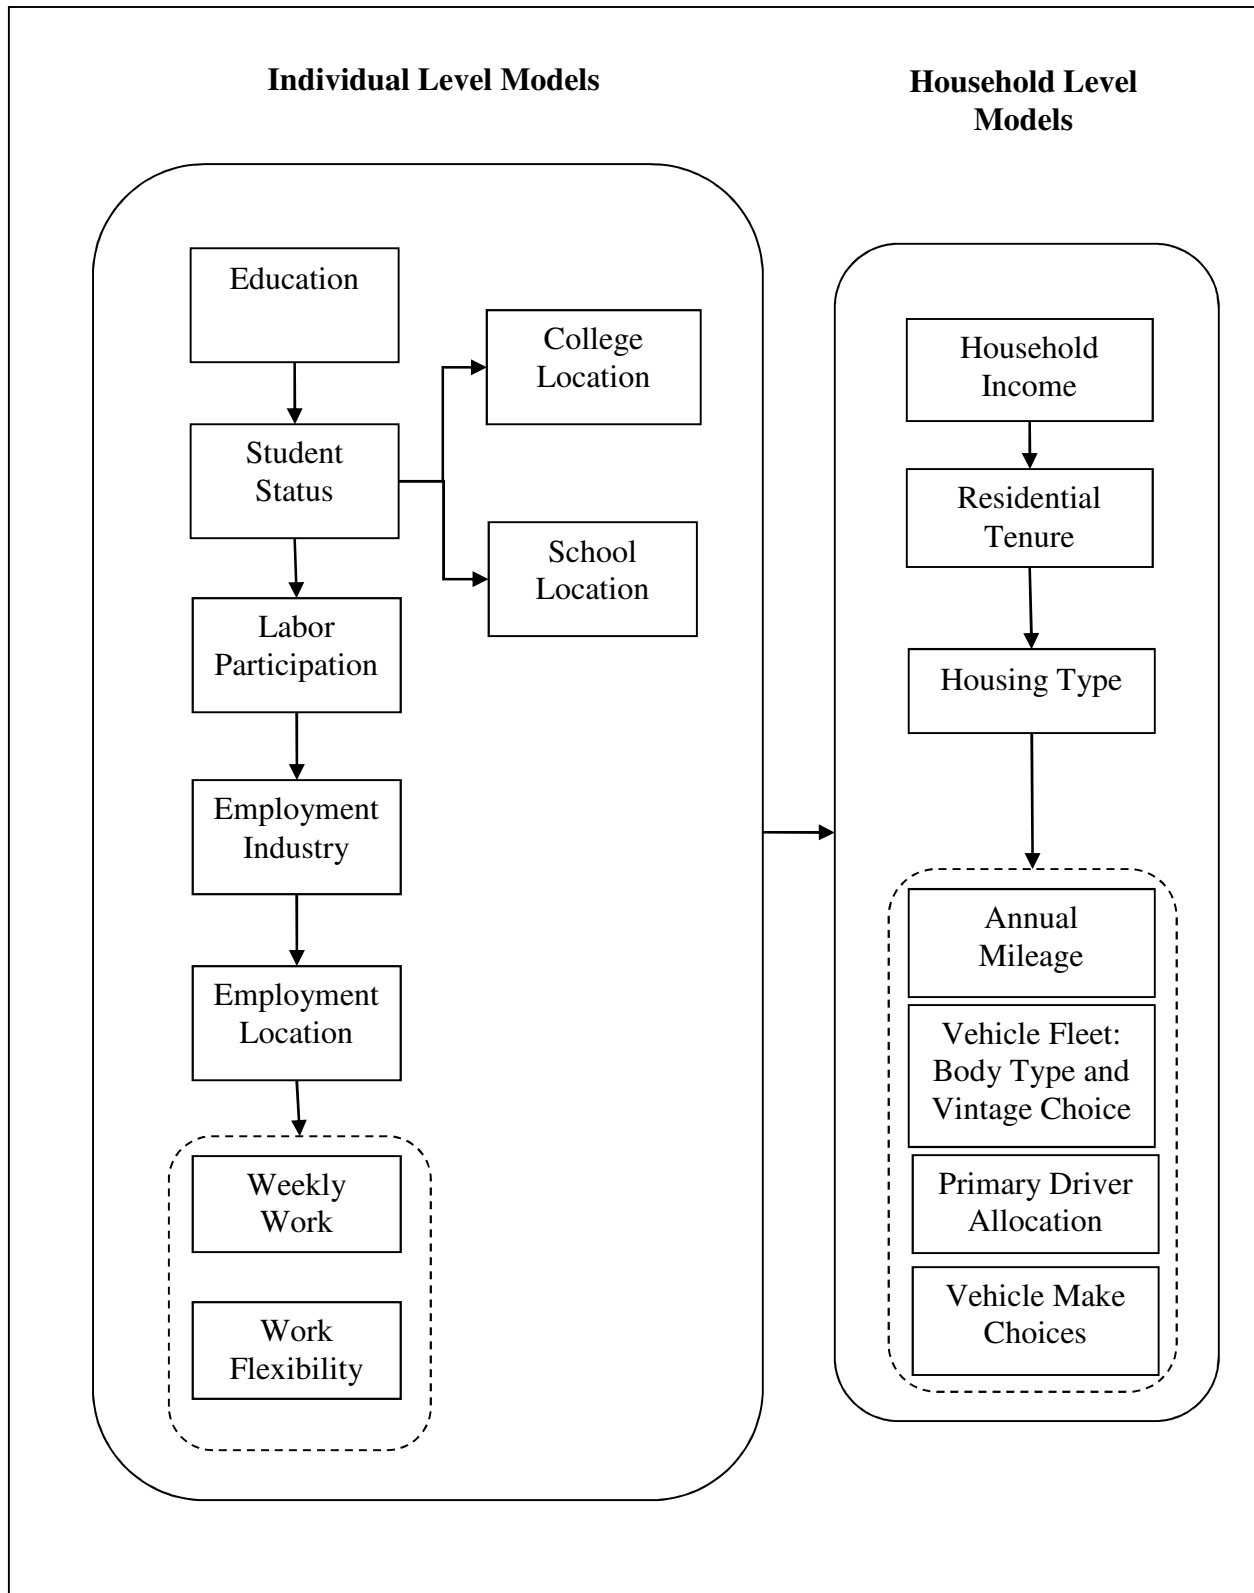 Individual Level Models
Household Level
Models
Education
Student
Status
College
Location
School
Location
Labor
Participation
Employment
Industry
Employment
Location
Weekly
Work
Work
Flexibility
Household
Income
Residential
Tenure
Housing Type
Annual
Mileage
Vehicle Fleet:
Body Type and
Vintage Choice
Primary Driver
Allocation
Vehicle Make
Choices